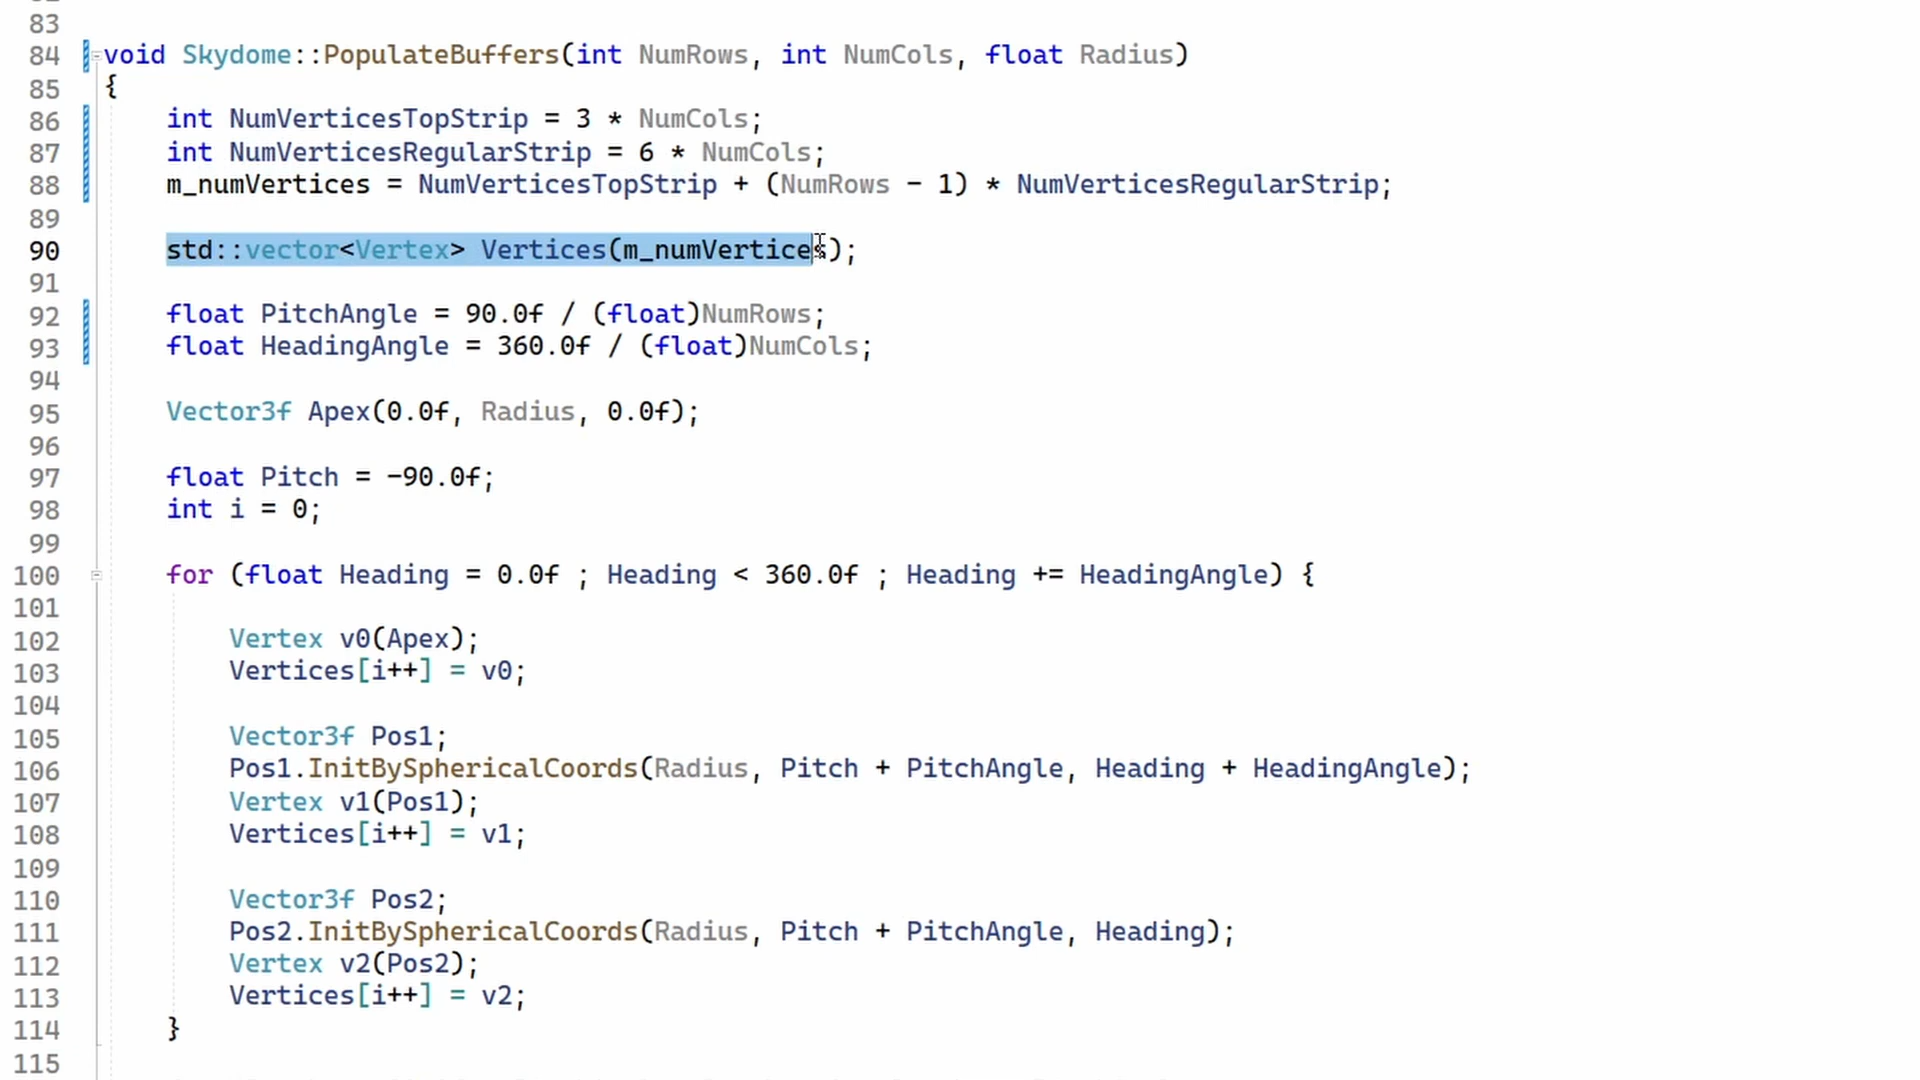 83
84 void Skydome::PopulateBuffers(int NumRows, int NumCols, float Radius)
85 {
86 int NumVerticesTopStrip = 3 * NumCols;
87 int NumVerticesRegularStrip = 6 * NumCols;
88 m_numVertices = NumVerticesTopStrip + (NumRows - 1) * NumVerticesRegularStrip;
89
90 std::vector<Vertex> Vertices(m_numVertices);
91
92 float PitchAngle = 90.0f / (float)NumRows;
93 float HeadingAngle = 360.0f / (float)NumCols;
94
95 Vector3f Apex(0.0f, Radius, 0.0f);
96
97 float Pitch = -90.0f;
98 int i = 0;
99
100 for (float Heading = 0.0f ; Heading < 360.0f ; Heading += HeadingAngle) {
101
102 Vertex v0(Apex);
103 Vertices[i++] = v0;
104
105 Vector3f Pos1;
106 Pos1.InitBySphericalCoords(Radius, Pitch + PitchAngle, Heading + HeadingAngle);
107 Vertex v1(Pos1);
108 Vertices[i++] = v1;
109
110 Vector3f Pos2;
111 Pos2.InitBySphericalCoords(Radius, Pitch + PitchAngle, Heading);
112 Vertex v2(Pos2);
113 Vertices[i++] = v2;
114 }
115